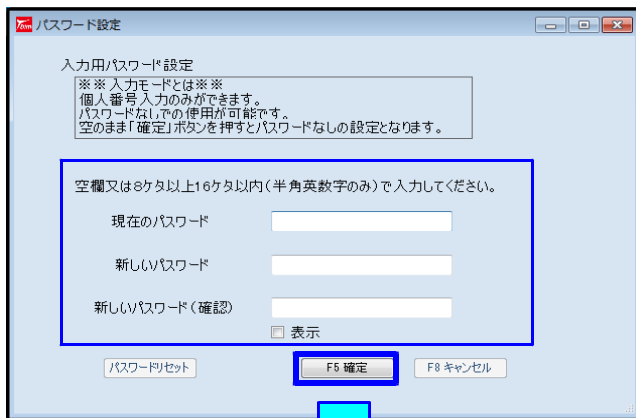 パスワード設定
入力用パスワード設定
※※入力モードとは※※
個人番号入力のみができます。
パスワードなしでの使用が可能です。
空のまま「確定」ボタンを押すとパスワードなしの設定となります。
空欄又は8ケタ以上16ケタ以内(半角英数字のみ)で入力してください。
現在のパスワード
新しいパスワード
新しいパスワード(確認)
表示
パスワードリセット F5 確定 F8 キャンセル